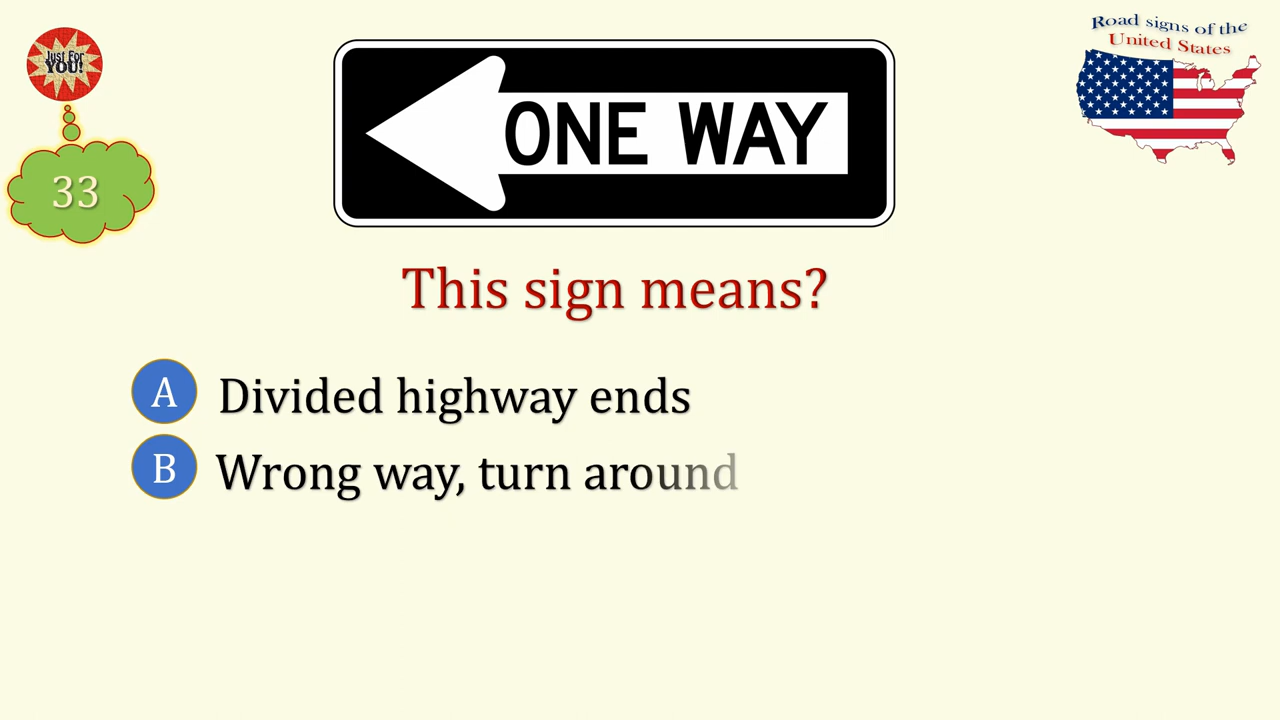 Just For
YOU!
33
ONE WAY
Road signs of the
United States
This sign means?
A Divided highway ends
B Wrong way, turn around